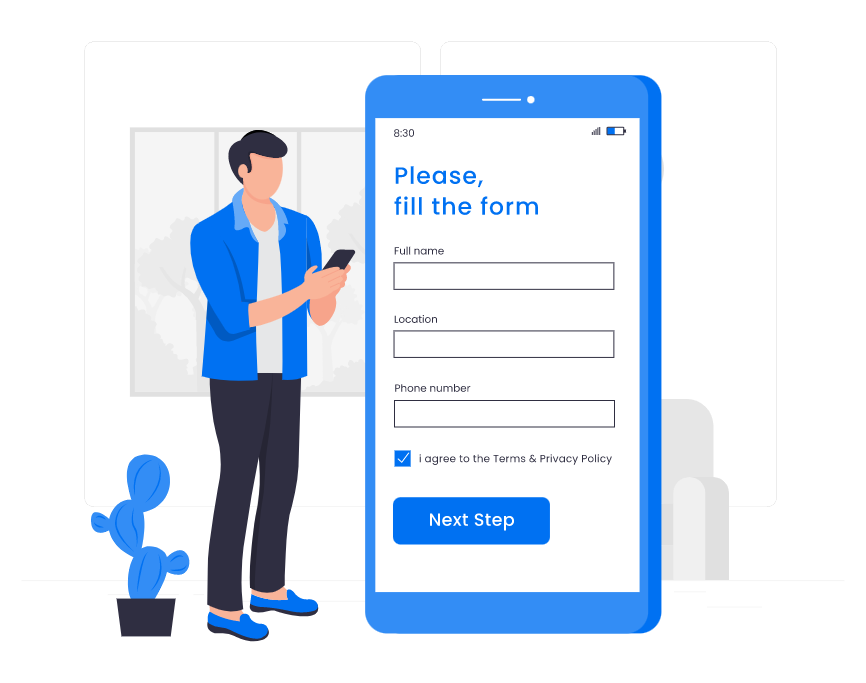 8:30
Please,
fill the form
Full name
Location
Phone number
i agree to the Terms & Privacy Policy
Next Step